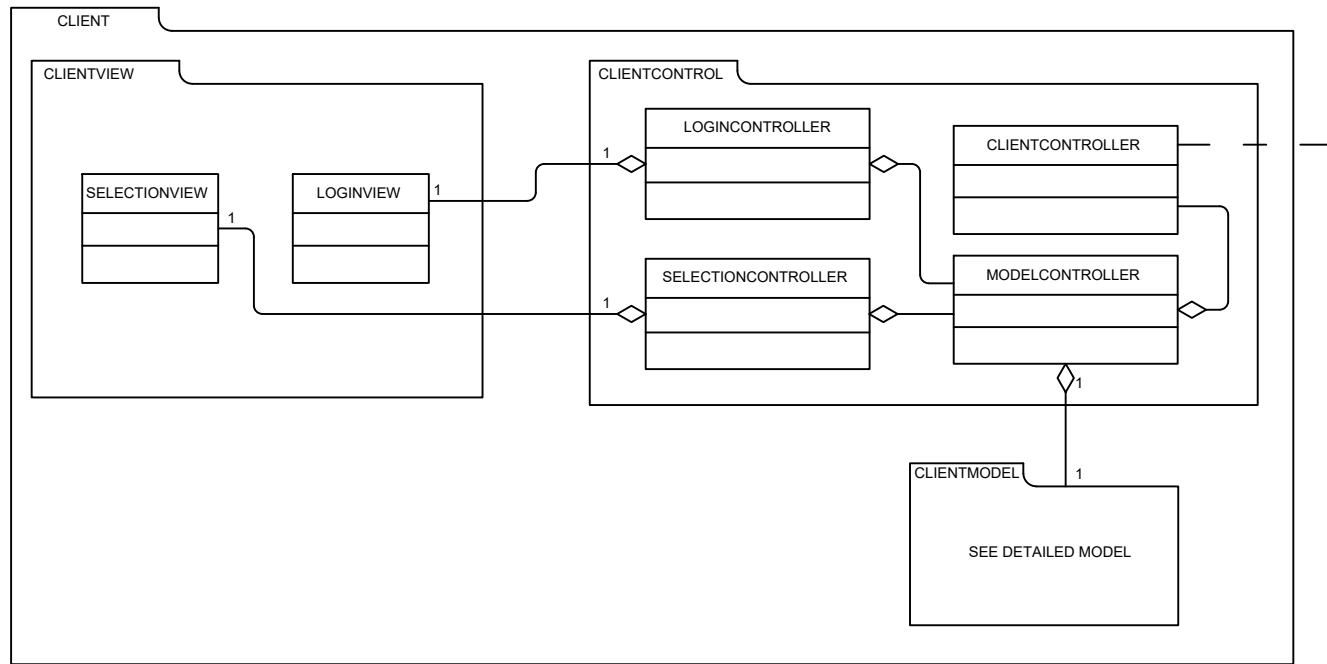 CLIENT
CLIENTVIEW
SELECTIONVIEW
1
LOGINVIEW
1
CLIENTCONTROL
1
LOGINCONTROLLER
CLIENTCONTROLLER
1
SELECTIONCONTROLLER
MODELCONTROLLER
1
1
CLIENTMODEL
SEE DETAILED MODEL